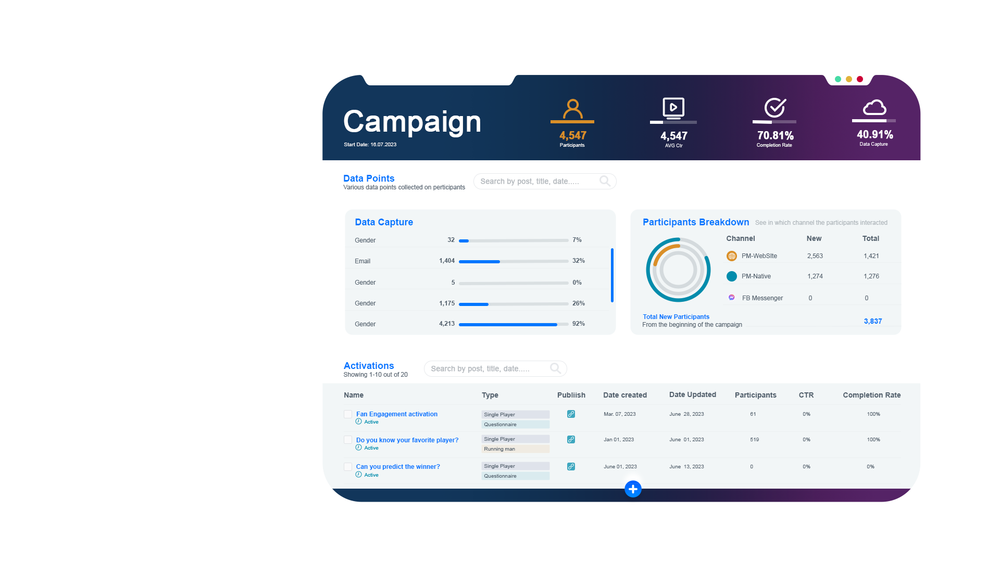 Campaign
Start Date: 16.07.2023
4,547
Participants
4,547
AVG Ctr
70.81%
Completion Rate
40.91%
Data Capture
Data Points
Various data points collected on perticipants
Search by post, title, date.....
Data Capture
Gender 32 7%
Email 1,404 32%
Gender 5 0%
Gender 1,175 26%
Gender 4,213 92%
Participants Breakdown See in which channel the participants interacted
Channel New Total
PM-WebSIte 2,563 1,421
PM-Native 1,274 1,276
FB Messenger 0 0
Total New Participants
From the beginning of the campaign
3,837
Activations
Showing 1-10 out of 20
Search by post, title, date.....
Name Type Publiish Date created Date Updated Participants CTR Completion Rate
Fan Engagement activation Single Player Mar. 07, 2023 June 28, 2023 61 0% 100%
Active Questionnaire
Do you know your favorite player? Single Player Jan 01, 2023 June 01, 2023 519 0% 100%
Active Running man
Can you predict the winner? Single Player June 01, 2023 June 13, 2023 0 0% 0%
Active Questionnaire